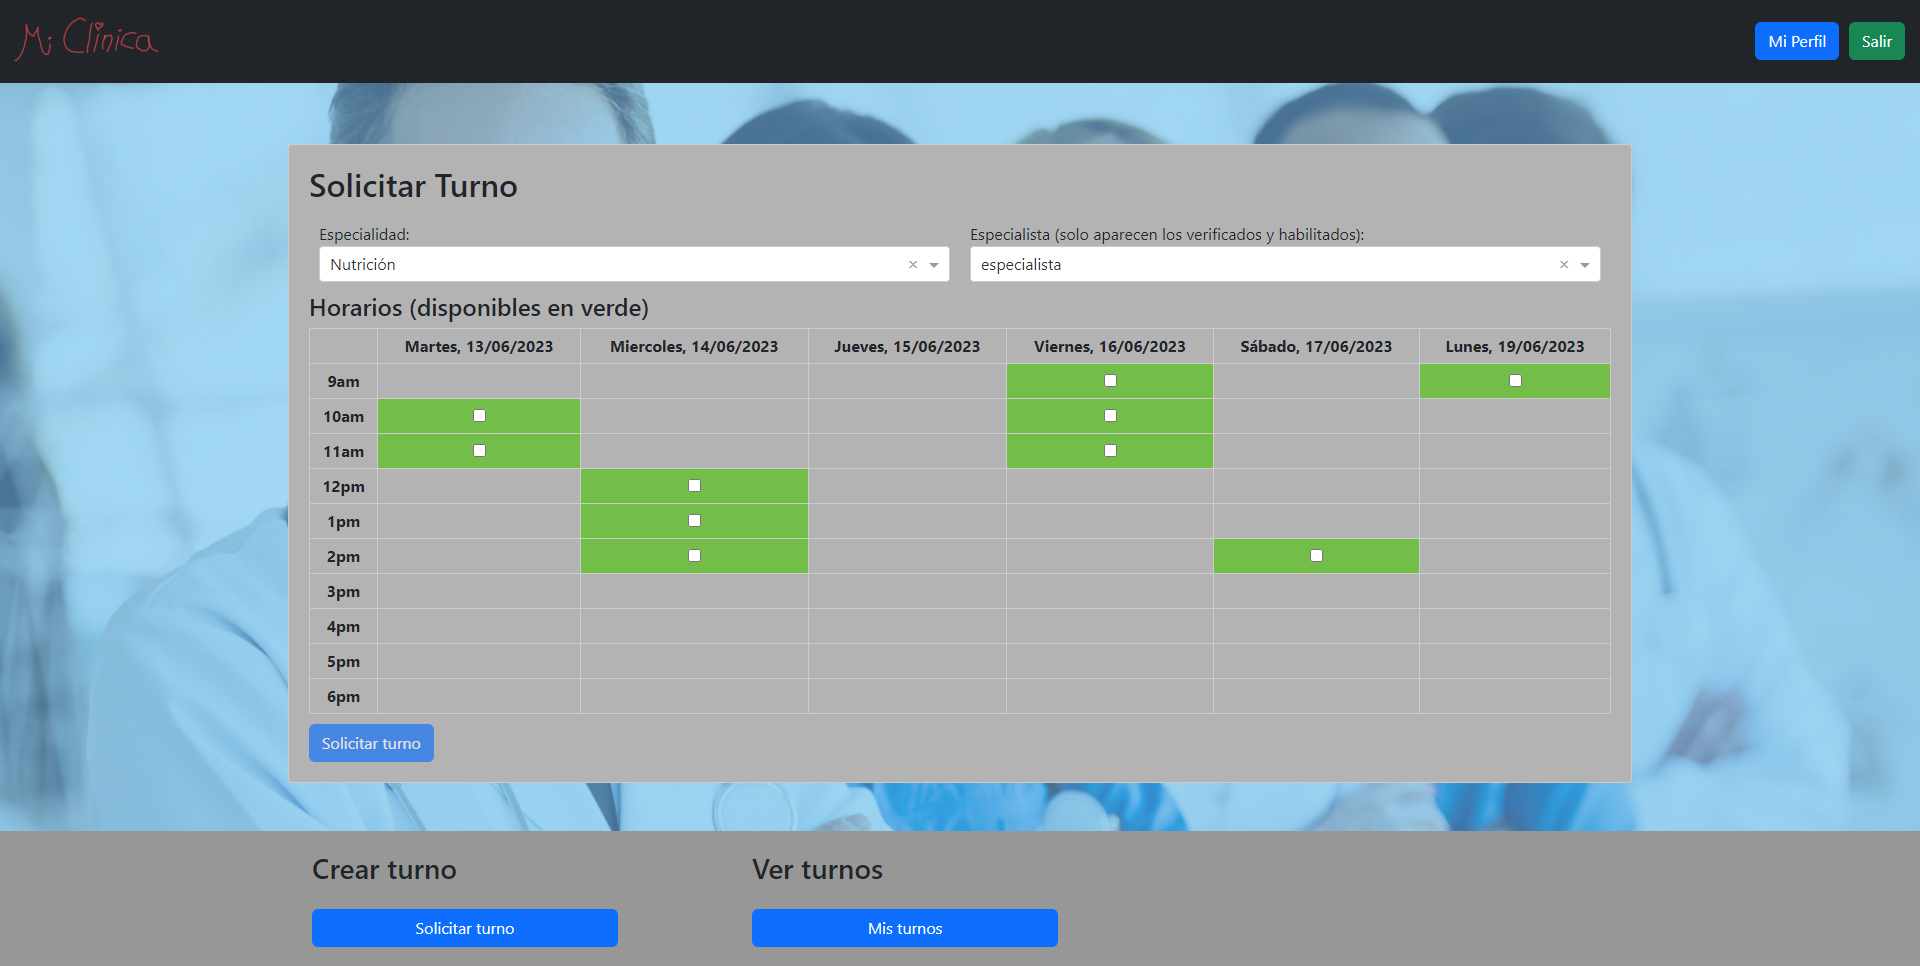 Mi Clinica
Mi Perfil
Salir
Solicitar Turno
Especialidad:
Especialista (solo aparecen los verificados y habilitados):
Nutrición ×
especialista ×
Horarios (disponibles en verde)
Martes, 13/06/2023 Miercoles, 14/06/2023 Jueves, 15/06/2023 Viernes, 16/06/2023 Sábado, 17/06/2023 Lunes, 19/06/2023
9am
10am
11am
12pm
1pm
2pm
3pm
4pm
5pm
6pm
Solicitar turno
Crear turno
Ver turnos
Solicitar turno
Mis turnos